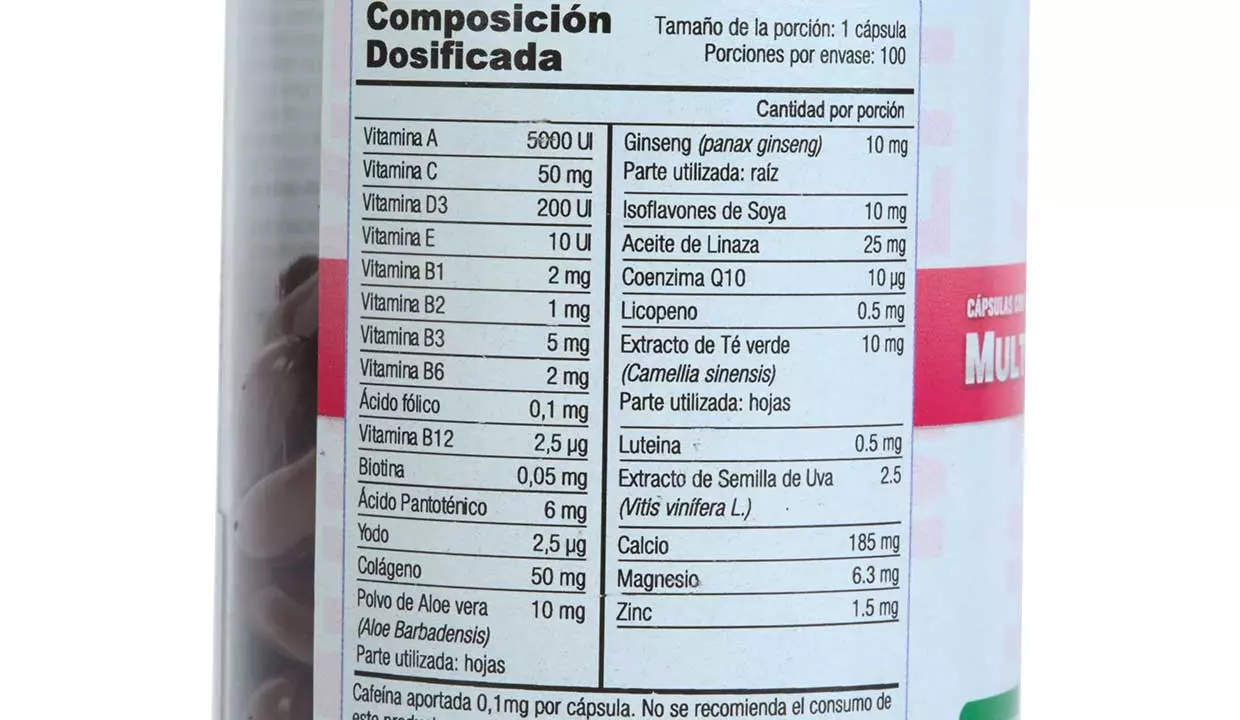 Composición
Dosificada
Tamaño de la porción: 1 cápsula
Porciones por envase: 100
Cantidad por porción
Vitamina A 5000 UI
Vitamina C 50 mg
Vitamina D3 200 UI
Vitamina E 10 UI
Vitamina B1 2 mg
Vitamina B2 1 mg
Vitamina B3 5 mg
Vitamina B6 2 mg
Ácido fólico 0,1 mg
Vitamina B12 2,5 µg
Biotina 0,05 mg
Ácido Pantoténico 6 mg
Yodo 2,5 µg
Colágeno 50 mg
Polvo de Aloe vera 10 mg
(Aloe Barbadensis)
Parte utilizada: hojas
Ginseng (panax ginseng) 10 mg
Parte utilizada: raíz
Isoflavones de Soya 10 mg
Aceite de Linaza 25 mg
Coenzima Q10 10 µg
Licopeno 0.5 mg
Extracto de Té verde 10 mg
(Camellia sinensis)
Parte utilizada: hojas
Luteina 0.5 mg
Extracto de Semilla de Uva 2.5
(Vitis vinífera L.)
Calcio 185 mg
Magnesio 6.3 mg
Zinc 1.5 mg
Cafeína aportada 0,1mg por cápsula. No se recomienda el consumo de
CÁPSULAS CON
MULT